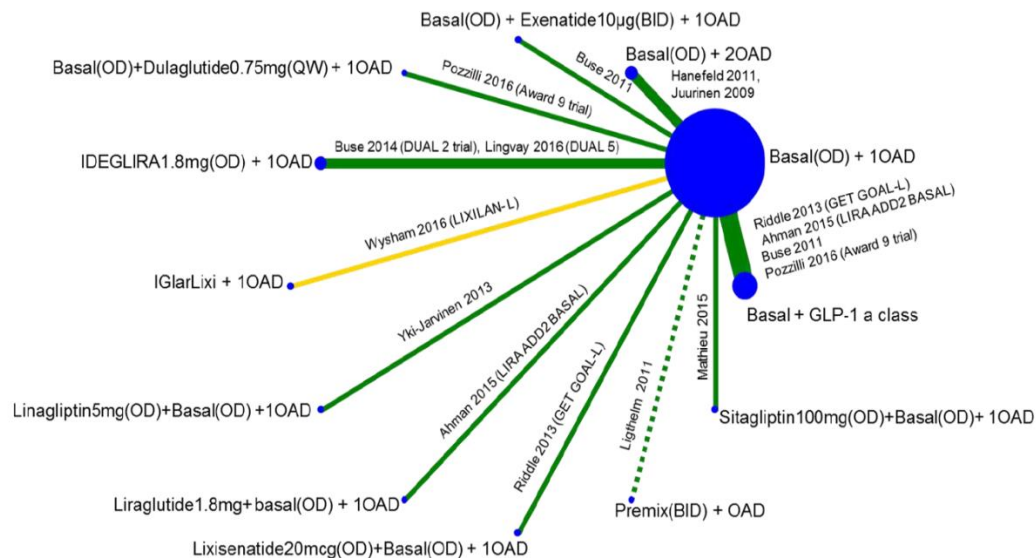 Basal(OD) + Exenatide10µg(BID) + 1OAD
Basal(OD) + 2OAD
Basal(OD)+Dulaglutide0.75mg(QW) + 1OAD
Buse 2011
Hanefeld 2011,
Juurinen 2009
Pozzilli 2016 (Award 9 trial)
IDEGLIRA1.8mg(OD) + 1OAD
Buse 2014 (DUAL 2 trial), Lingvay 2016 (DUAL 5)
Basal(OD) + 1OAD
Wysham 2016 (LIXILAN-L)
Riddle 2013 (GET GOAL-L)
Ahman 2015 (LIRA ADD2 BASAL)
Buse 2011
Pozzilli 2016 (Award 9 trial)
IGlarLixi + 1OAD
Basal + GLP-1 a class
Yki-Jarvinen 2013
Mathieu 2015
Ahman 2015 (LIRA ADD2 BASAL)
Riddle 2013 (GET GOAL-L)
Ligthelm 2011
Linagliptin5mg(OD)+Basal(OD) +1OAD
Sitagliptin100mg(OD)+Basal(OD)+ 1OAD
Liraglutide1.8mg+basal(OD) + 1OAD
Premix(BID) + OAD
Lixisenatide20mcg(OD)+Basal(OD) + 1OAD